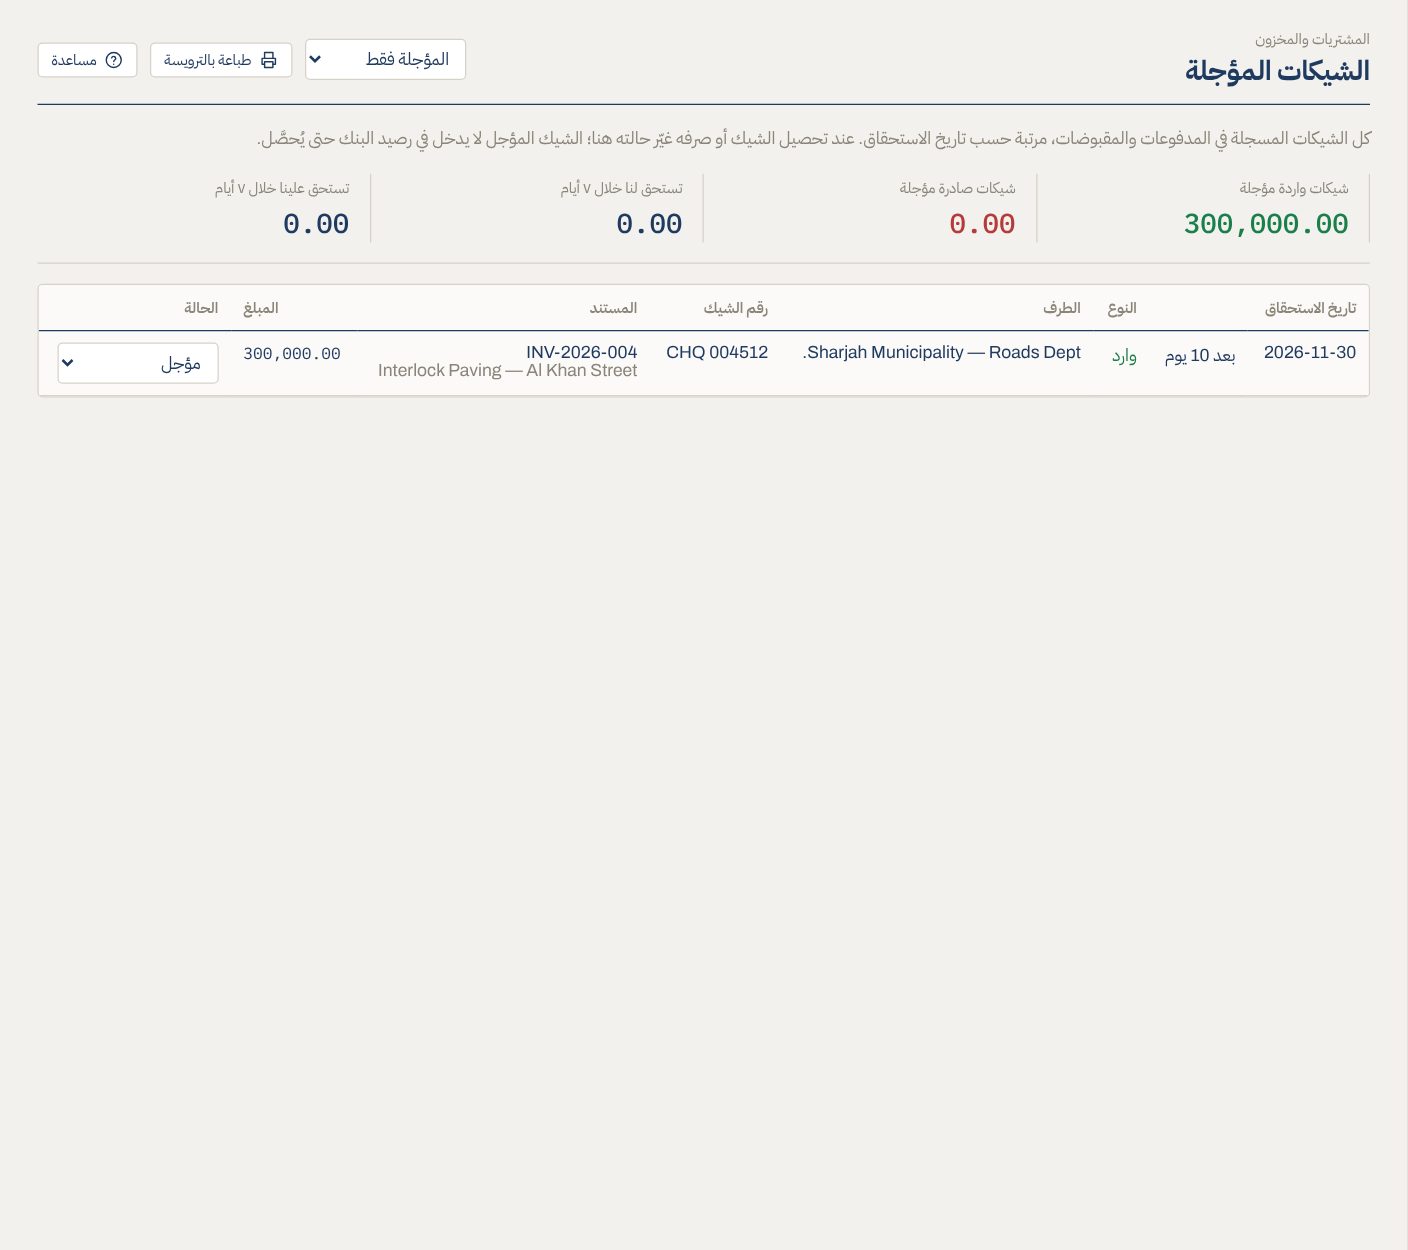 المشتريات والمخزون
الشيكات المؤجلة
المؤجلة فقط
طباعة بالترويسة
مساعدة
كل الشيكات المسجلة في المدفوعات والمقبوضات، مرتبة حسب تاريخ الاستحقاق. عند تحصيل الشيك أو صرفه غيّر حالته هنا؛ الشيك المؤجل لا يدخل في رصيد البنك حتى يُحصَّل.
شيكات واردة مؤجلة
300,000.00
شيكات صادرة مؤجلة
0.00
تستحق لنا خلال ٧ أيام
0.00
تستحق علينا خلال ٧ أيام
0.00
تاريخ الاستحقاق النوع الطرف رقم الشيك المستند المبلغ الحالة
2026-11-30 بعد 10 يوم وارد Sharjah Municipality — Roads Dept. CHQ 004512 INV-2026-004 300,000.00 مؤجل
Interlock Paving — Al Khan Street